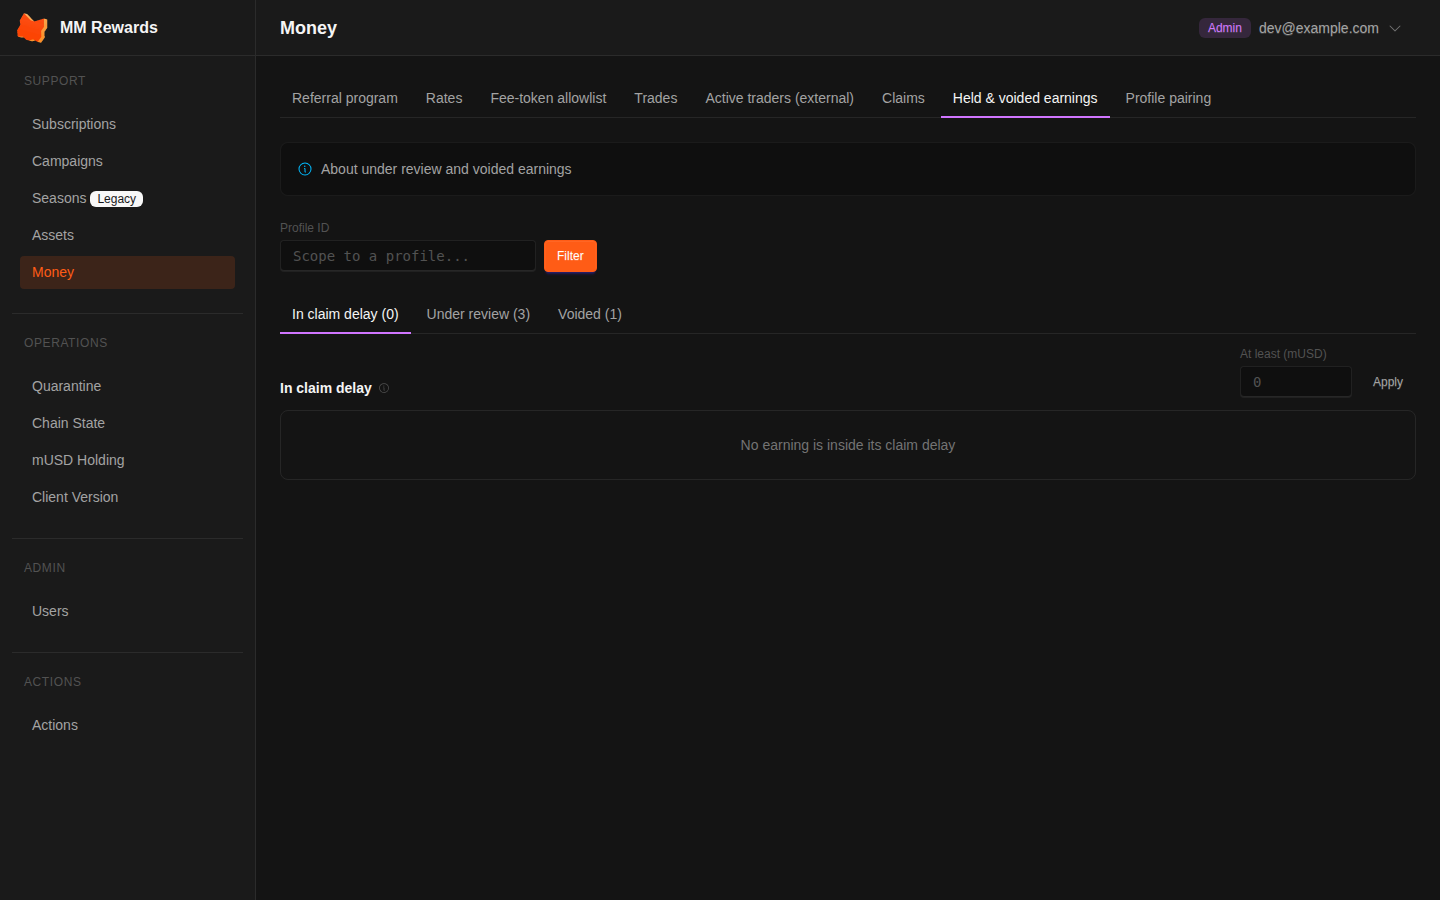 MM Rewards
Money
Admin
dev@example.com
SUPPORT
Subscriptions
Campaigns
Seasons Legacy
Assets
Money
OPERATIONS
Quarantine
Chain State
mUSD Holding
Client Version
ADMIN
Users
ACTIONS
Actions
Referral program
Rates
Fee-token allowlist
Trades
Active traders (external)
Claims
Held & voided earnings
Profile pairing
About under review and voided earnings
Profile ID
Scope to a profile...
Filter
In claim delay (0)
Under review (3)
Voided (1)
At least (mUSD)
In claim delay
0
Apply
No earning is inside its claim delay